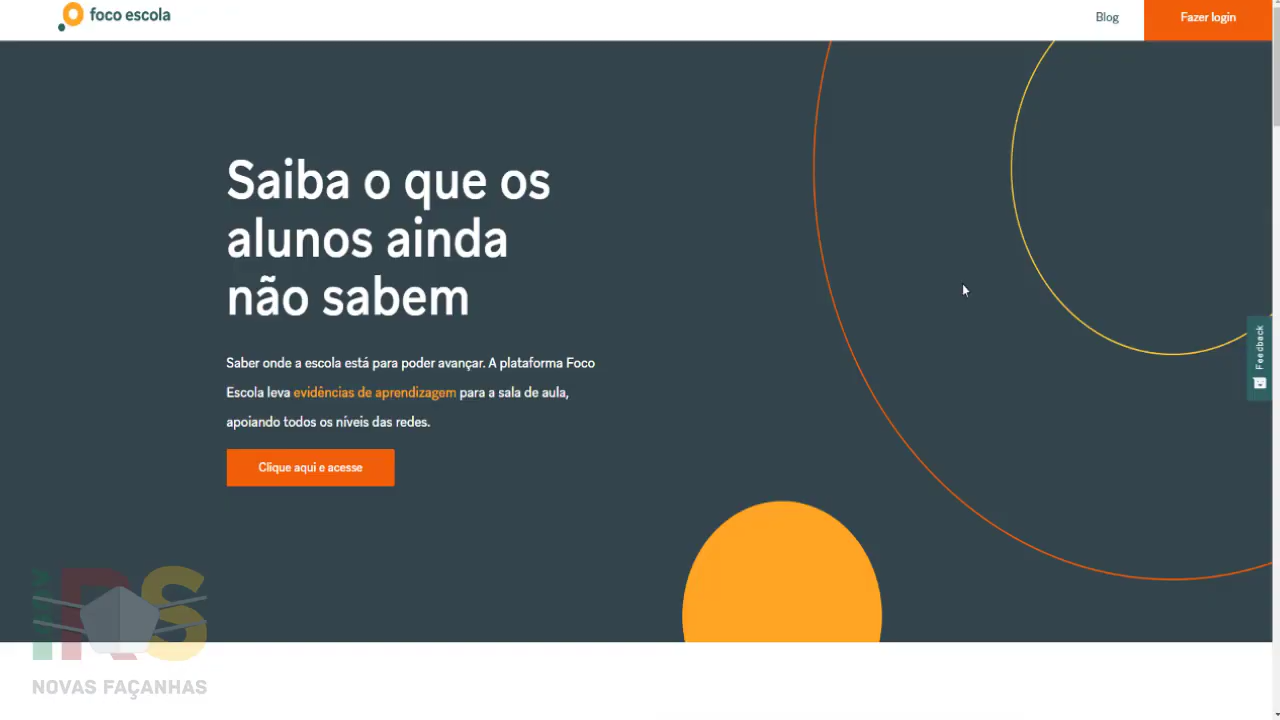 foco escola
Blog
Fazer login
Saiba o que os
alunos ainda
não sabem
Saber onde a escola está para poder avançar. A plataforma Foco
Escola leva evidências de aprendizagem para a sala de aula,
apoiando todos os níveis das redes.
Clique aqui e acesse
Feedback
RS
NOVAS FAÇANHAS